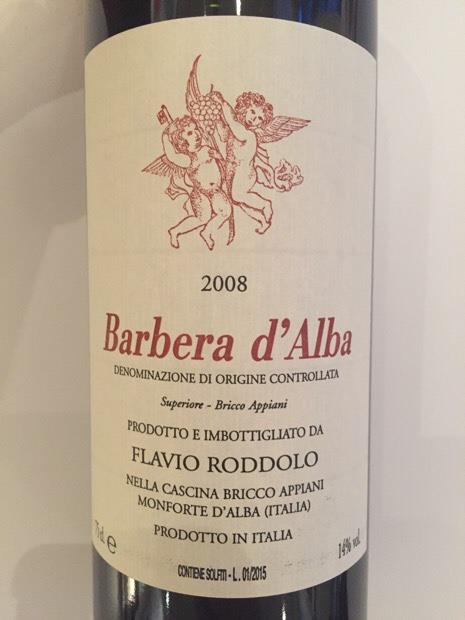 2008
Barbera d'Alba
DENOMINAZIONE DI ORIGINE CONTROLLATA
Superiore - Bricco Appiani
PRODOTTO E IMBOTTIGLIATO DA
FLAVIO RODDOLO
NELLA CASCINA BRICCO APPIANI
MONFORTE D'ALBA (ITALIA)
PRODOTTO IN ITALIA
cl. e
14% vol.
CONTIENE SOLFITI - L. 01/2015